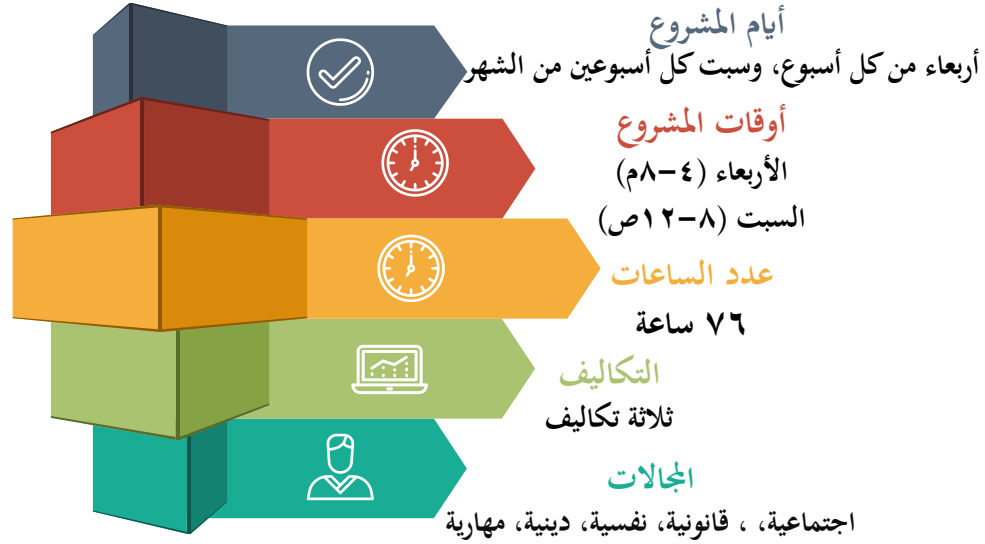 أيام المشروع
أربعاء من كل أسبوع، وسبت كل أسبوعين من الشهر
أوقات المشروع
الأربعاء (٤-٨م)
السبت (٨-١٢ص)
عدد الساعات
٧٦ ساعة
التكاليف
ثلاثة تكاليف
المجالات
اجتماعية، ، قانونية، نفسية، دينية، مهارية